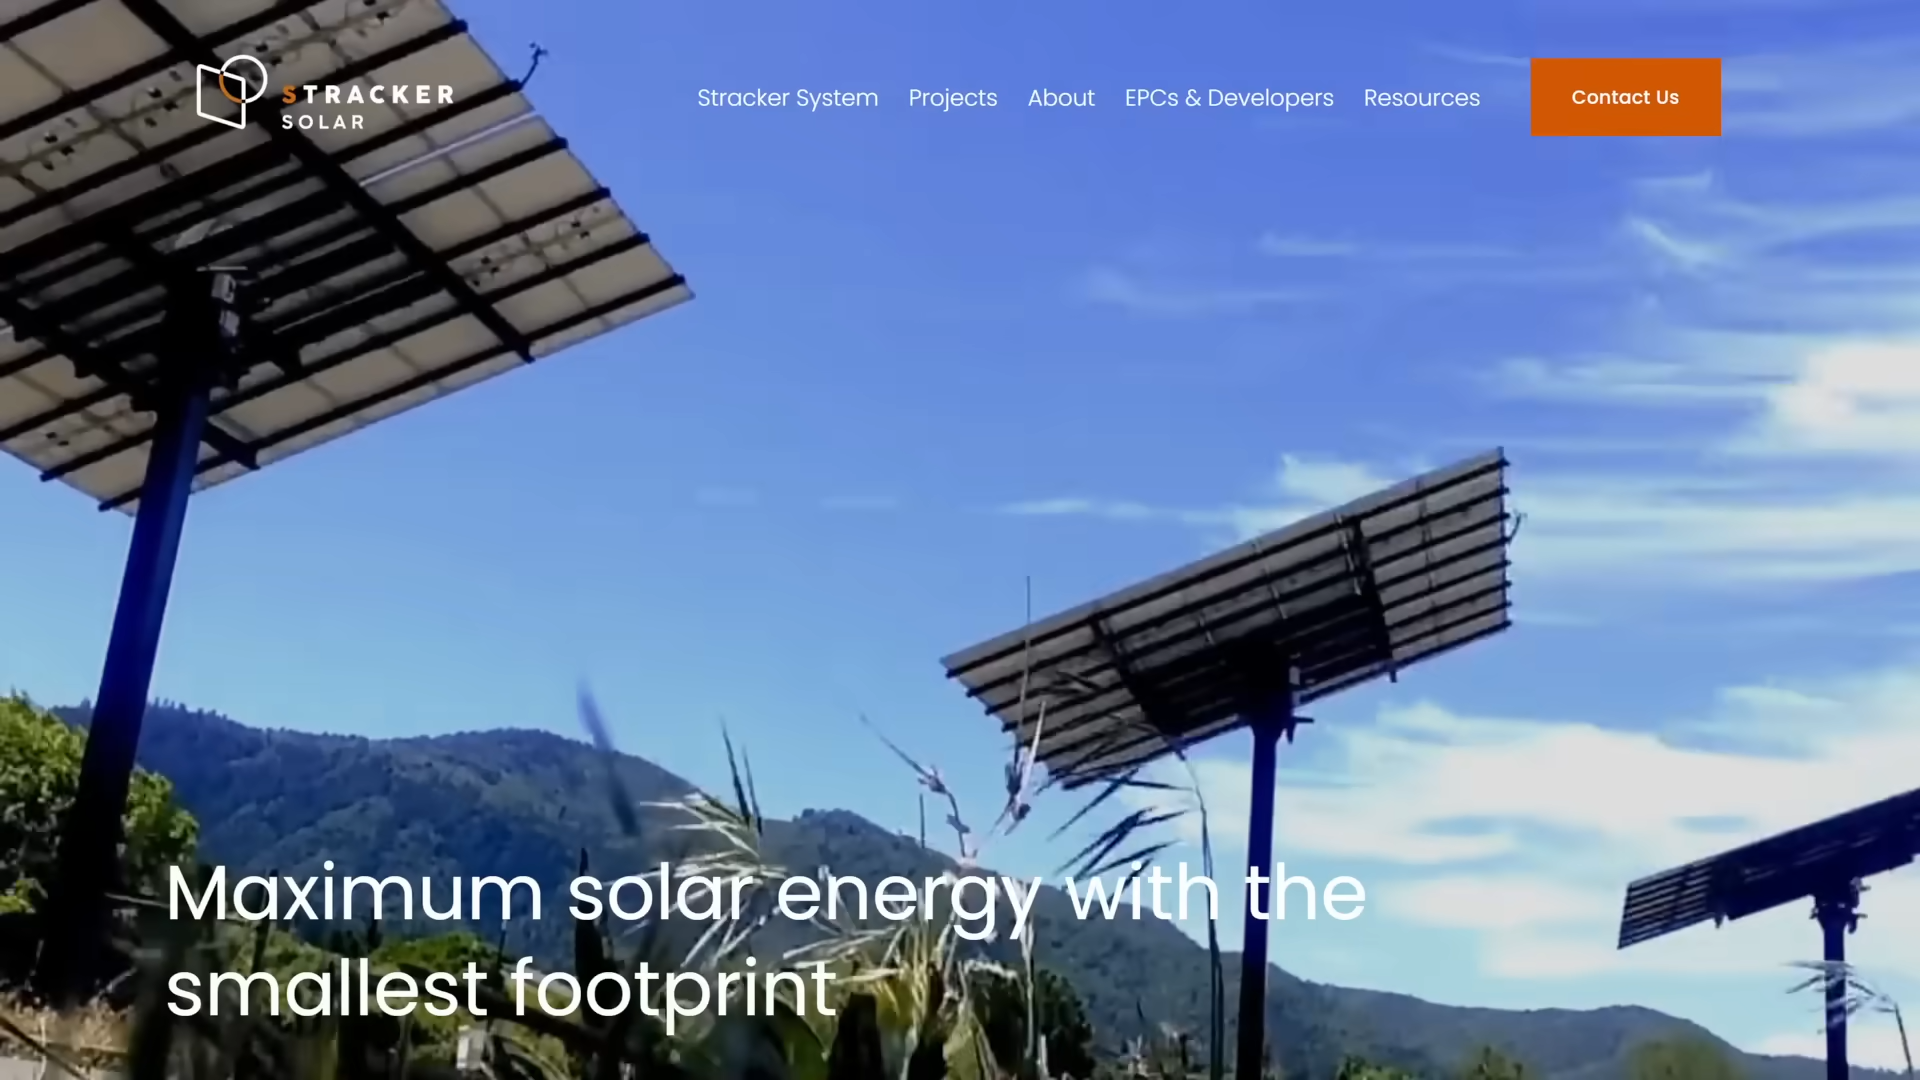 STRACKER
SOLAR
Stracker System
Projects
About
EPCs & Developers
Resources
Contact Us
Maximum solar energy with the
smallest footprint